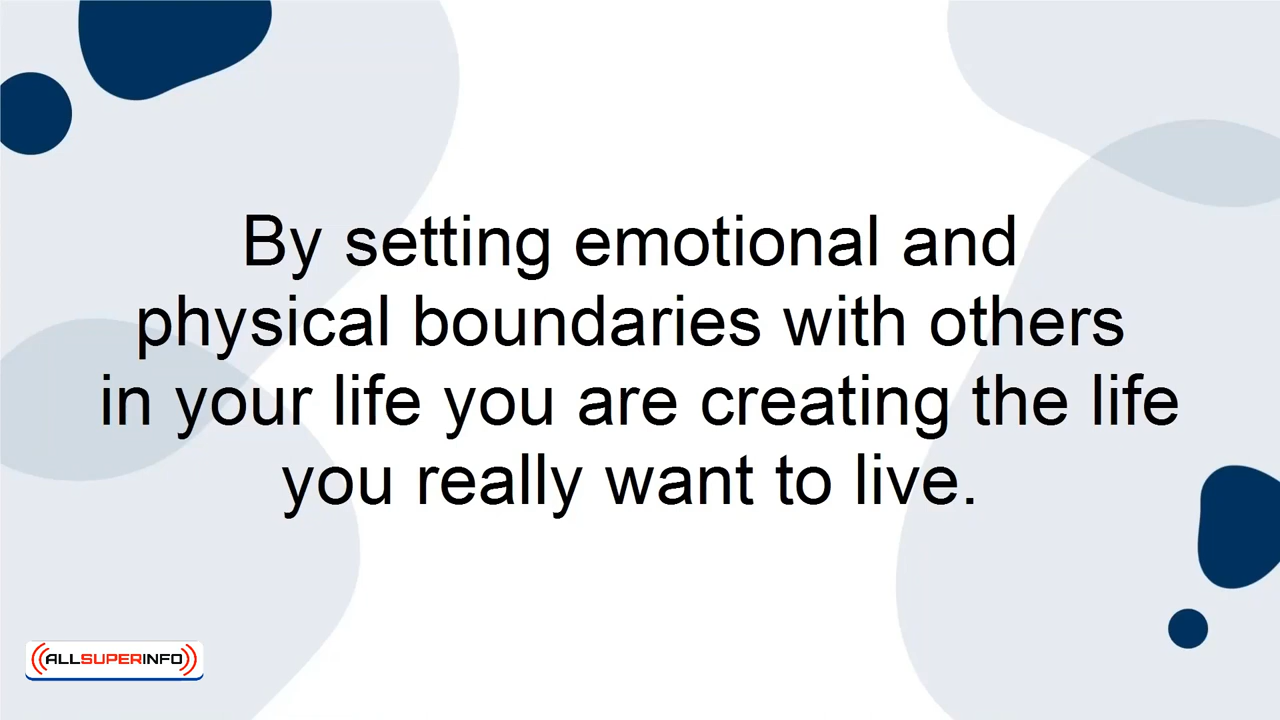 By setting emotional and
physical boundaries with others
in your life you are creating the life
you really want to live.
ALLSUPERINFO